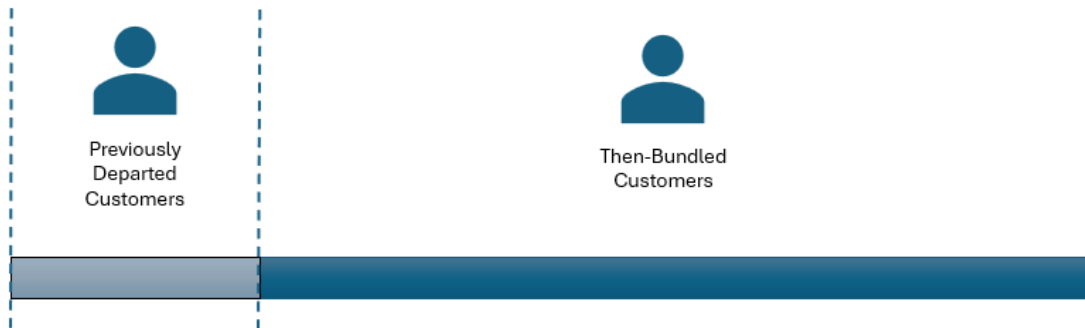 Previously
Departed
Customers
Then-Bundled
Customers